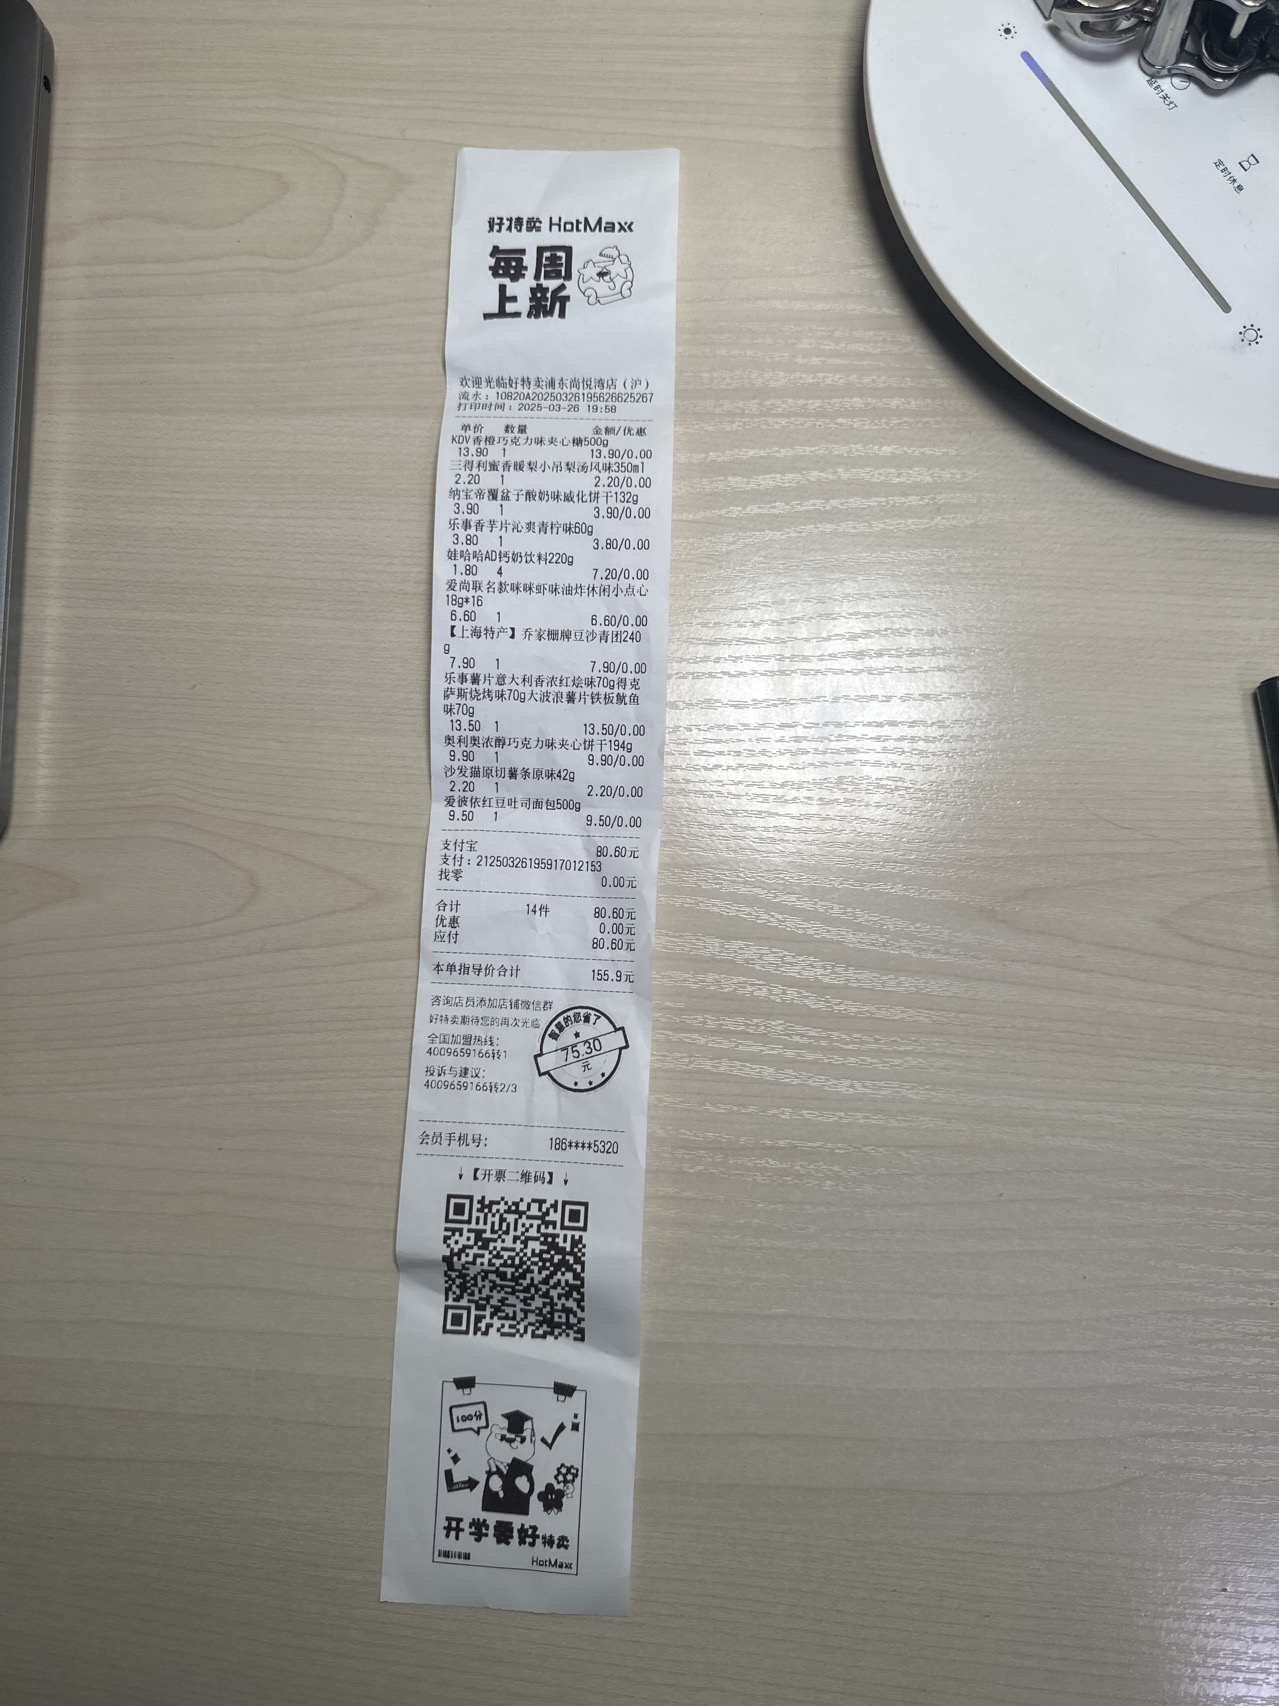 好特卖 HotMaxx
每周
上新
欢迎光临好特卖浦东尚悦湾店（沪）
流水：10820A20250326195626625267
打印时间：2025-03-26 19:58
单价 数量 金额/优惠
KDV香橙巧克力味夹心糖500g
13.90 1 13.90/0.00
三得利蜜香暖梨小吊梨汤风味350ml
2.20 1 2.20/0.00
纳宝帝覆盆子酸奶味威化饼干132g
3.90 1 3.90/0.00
乐事香芋片沁爽青柠味60g
3.80 1 3.80/0.00
娃哈哈AD钙奶饮料220g
1.80 4 7.20/0.00
爱尚联名款咪咪虾味油炸休闲小点心
18g*16
6.60 1 6.60/0.00
【上海特产】乔家栅牌豆沙青团240
g
7.90 1 7.90/0.00
乐事薯片意大利香浓红烩味70g得克
萨斯烧烤味70g大波浪薯片铁板鱿鱼
味70g
13.50 1 13.50/0.00
奥利奥浓醇巧克力味夹心饼干194g
9.90 1 9.90/0.00
沙发猫原切薯条原味42g
2.20 1 2.20/0.00
爱彼依红豆吐司面包500g
9.50 1 9.50/0.00
支付宝 80.60元
支付：21250326195917012153
找零 0.00元
合计 14件 80.60元
优惠 0.00元
应付 80.60元
本单指导价合计 155.9元
咨询店员添加店铺微信群
好特卖期待您的再次光临
全国加盟热线：
4009659166转1
投诉与建议：
4009659166转2/3
智慧的您省了
75.30
元
会员手机号： 186****5320
↓【开票二维码】↓
100分
开学要好特卖
HotMaxx
延时关灯
定时休息